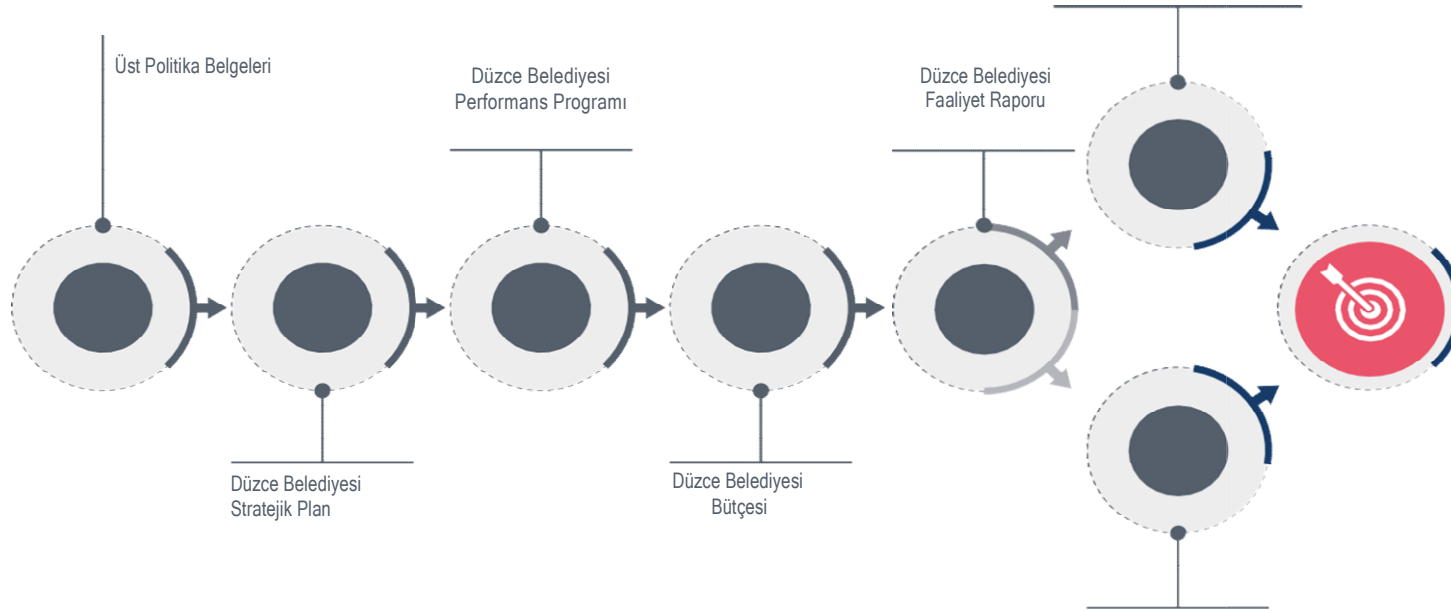 Üst Politika Belgeleri
Düzce Belediyesi
Stratejik Plan
Düzce Belediyesi
Performans Programı
Düzce Belediyesi
Bütçesi
Düzce Belediyesi
Faaliyet Raporu